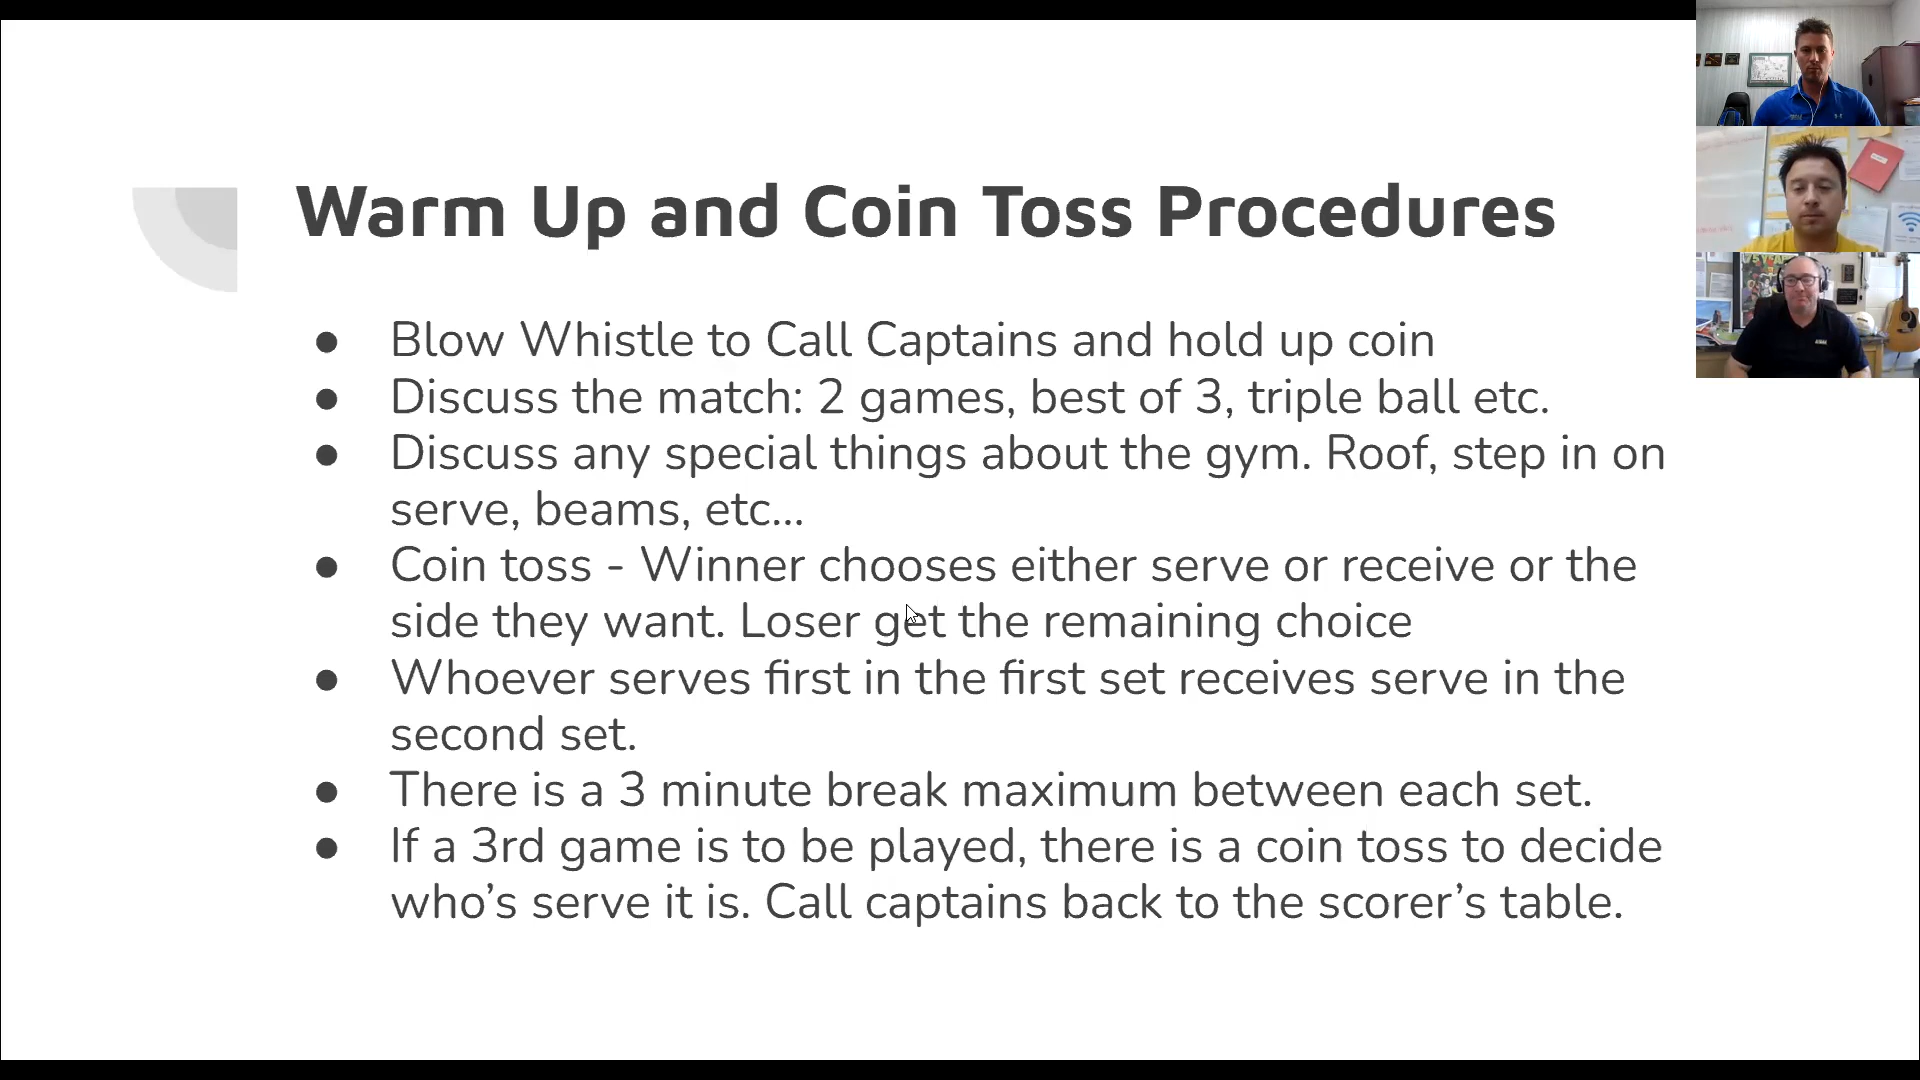 Warm Up and Coin Toss Procedures
● Blow Whistle to Call Captains and hold up coin
● Discuss the match: 2 games, best of 3, triple ball etc.
● Discuss any special things about the gym. Roof, step in on
serve, beams, etc...
● Coin toss - Winner chooses either serve or receive or the
side they want. Loser get the remaining choice
● Whoever serves first in the first set receives serve in the
second set.
● There is a 3 minute break maximum between each set.
● If a 3rd game is to be played, there is a coin toss to decide
who’s serve it is. Call captains back to the scorer’s table.